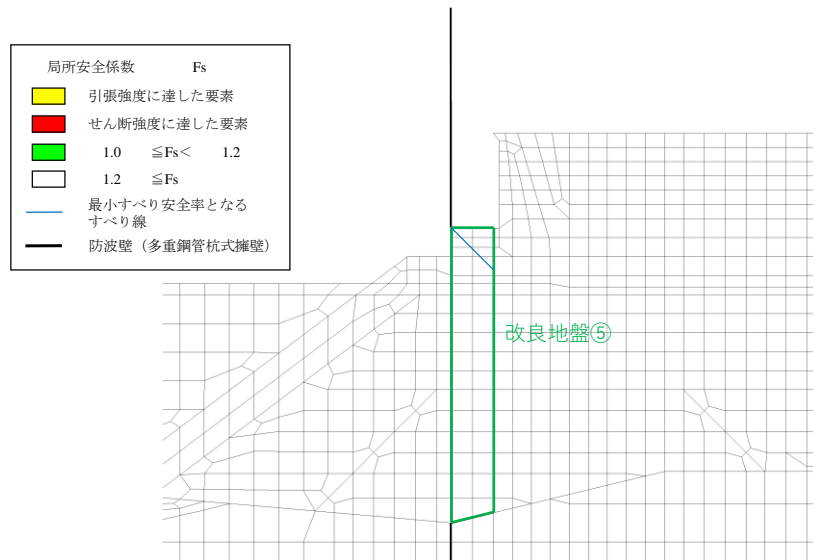 局所安全係数 Fs
引張強度に達した要素
せん断強度に達した要素
1.0 ≦Fs< 1.2
1.2 ≦Fs
最小すべり安全率となる
すべり線
防波壁（多重鋼管杭式擁壁）
改良地盤⑤